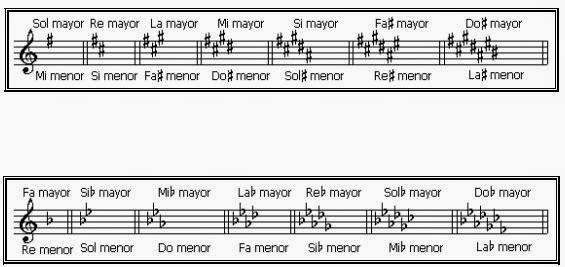 Sol mayor Re mayor La mayor Mi mayor Si mayor Fa♯ mayor Do♯ mayor
Mi menor Si menor Fa♯ menor Do♯ menor Sol♯ menor Re♯ menor La♯ menor
Fa mayor Si♭ mayor Mi♭ mayor La♭ mayor Re♭ mayor Sol♭ mayor Do♭ mayor
Re menor Sol menor Do menor Fa menor Si♭ menor Mi♭ menor La♭ menor